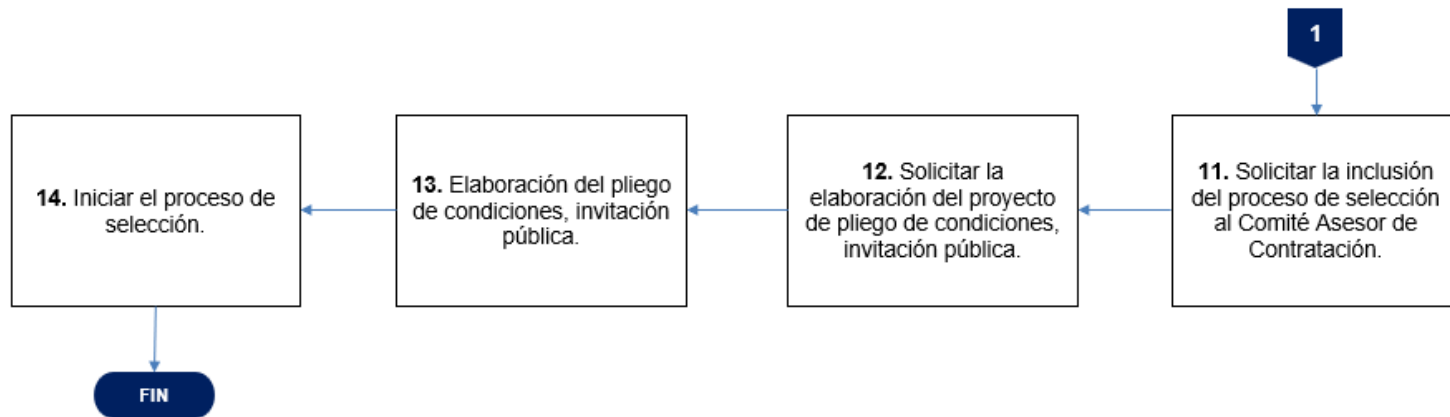 1
11. Solicitar la inclusión
del proceso de selección
al Comité Asesor de
Contratación.
12. Solicitar la
elaboración del proyecto
de pliego de condiciones,
invitación pública.
13. Elaboración del pliego
de condiciones, invitación
pública.
14. Iniciar el proceso de
selección.
FIN